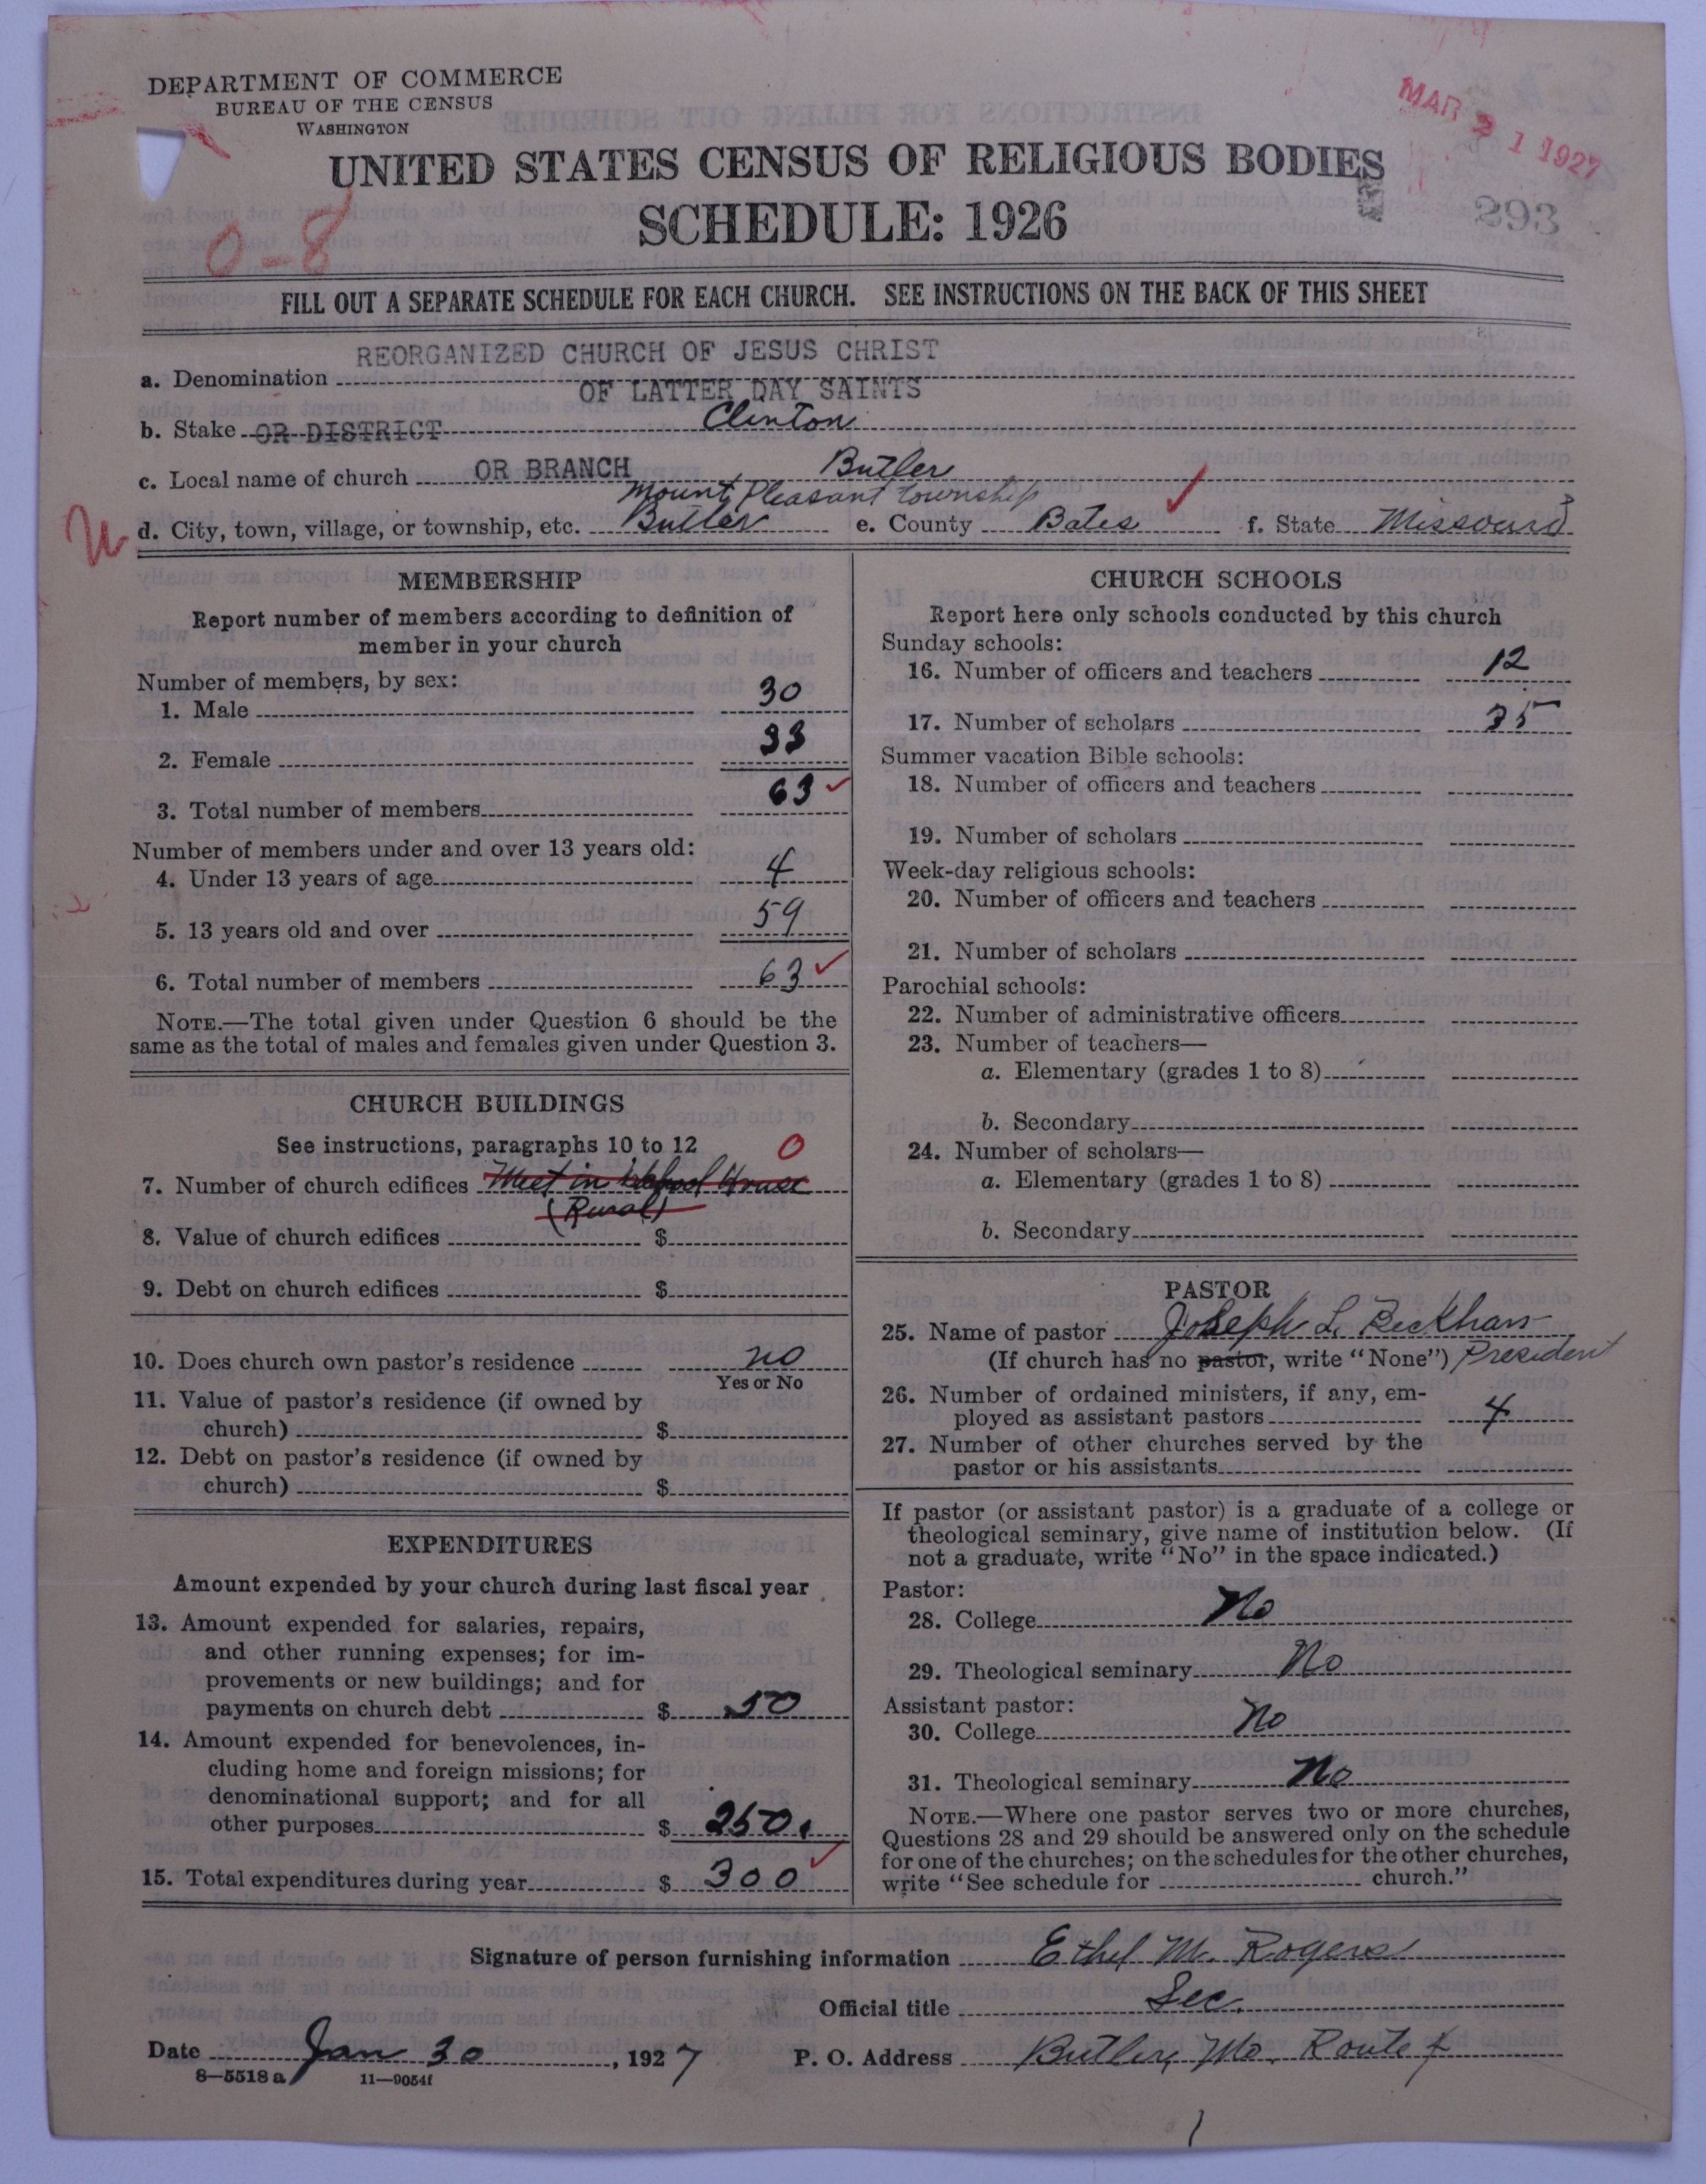 DEPARTMENT OF COMMERCE
BUREAU OF THE CENSUS
WASHINGTON
MAR 21 1927
UNITED STATES CENSUS OF RELIGIOUS BODIES
SCHEDULE: 1926
293
0-8
FILL OUT A SEPARATE SCHEDULE FOR EACH CHURCH. SEE INSTRUCTIONS ON THE BACK OF THIS SHEET
REORGANIZED CHURCH OF JESUS CHRIST
a. Denomination
OF LATTER DAY SAINTS
b. Stake OR DISTRICT Clinton
c. Local name of church OR BRANCH Butler
Mount Pleasant township
d. City, town, village, or township, etc. Butler e. County Bates f. State Missouri
MEMBERSHIP
Report number of members according to definition of
member in your church
Number of members, by sex:
1. Male 30
2. Female 33
3. Total number of members 63
Number of members under and over 13 years old:
4. Under 13 years of age 4
5. 13 years old and over 59
6. Total number of members 63
NOTE.—The total given under Question 6 should be the
same as the total of males and females given under Question 3.
CHURCH BUILDINGS
See instructions, paragraphs 10 to 12 0
7. Number of church edifices Meet in School House
(Rural)
8. Value of church edifices $
9. Debt on church edifices $
10. Does church own pastor's residence no
Yes or No
11. Value of pastor's residence (if owned by
church) $
12. Debt on pastor's residence (if owned by
church) $
EXPENDITURES
Amount expended by your church during last fiscal year
13. Amount expended for salaries, repairs,
and other running expenses; for im-
provements or new buildings; and for
payments on church debt $ 50
14. Amount expended for benevolences, in-
cluding home and foreign missions; for
denominational support; and for all
other purposes $ 250.
15. Total expenditures during year $ 300
CHURCH SCHOOLS
Report here only schools conducted by this church
Sunday schools:
16. Number of officers and teachers 12
17. Number of scholars 35
Summer vacation Bible schools:
18. Number of officers and teachers
19. Number of scholars
Week-day religious schools:
20. Number of officers and teachers
21. Number of scholars
Parochial schools:
22. Number of administrative officers
23. Number of teachers—
a. Elementary (grades 1 to 8)
b. Secondary
24. Number of scholars—
a. Elementary (grades 1 to 8)
b. Secondary
PASTOR
25. Name of pastor Joseph L. Beckham
(If church has no pastor, write "None") President
26. Number of ordained ministers, if any, em-
ployed as assistant pastors 4
27. Number of other churches served by the
pastor or his assistants
If pastor (or assistant pastor) is a graduate of a college or
theological seminary, give name of institution below. (If
not a graduate, write "No" in the space indicated.)
Pastor:
28. College No
29. Theological seminary No
Assistant pastor:
30. College No
31. Theological seminary No
NOTE.—Where one pastor serves two or more churches,
Questions 28 and 29 should be answered only on the schedule
for one of the churches; on the schedules for the other churches,
write "See schedule for church."
Signature of person furnishing information Ethel M. Rogers
Official title Sec.
Date Jan 30, 1927 P. O. Address Butler, Mo. Route
8—5518 a 11—9054f